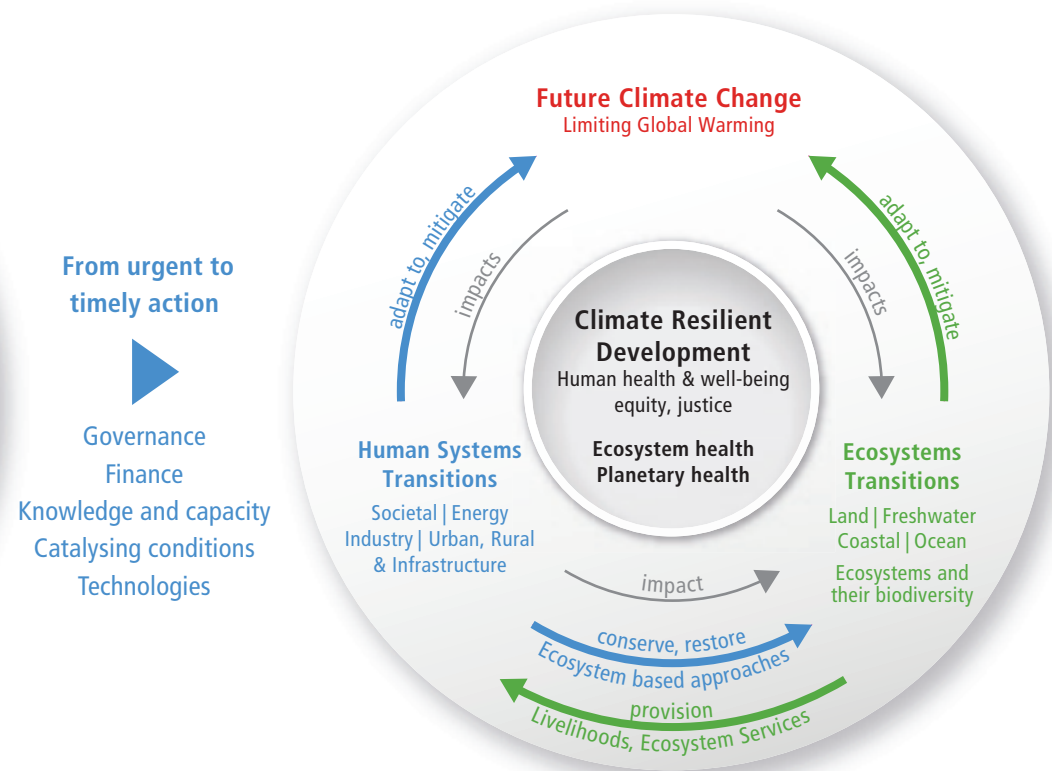 From urgent to
timely action
Governance
Finance
Knowledge and capacity
Catalysing conditions
Technologies
Future Climate Change
Limiting Global Warming
adapt to, mitigate
impacts
impacts
adapt to, mitigate
Climate Resilient
Development
Human health & well-being
equity, justice
Ecosystem health
Planetary health
Human Systems
Transitions
Societal | Energy
Industry | Urban, Rural
& Infrastructure
Ecosystems
Transitions
Land | Freshwater
Coastal | Ocean
Ecosystems and
their biodiversity
impact
conserve, restore
Ecosystem based approaches
provision
Livelihoods, Ecosystem Services